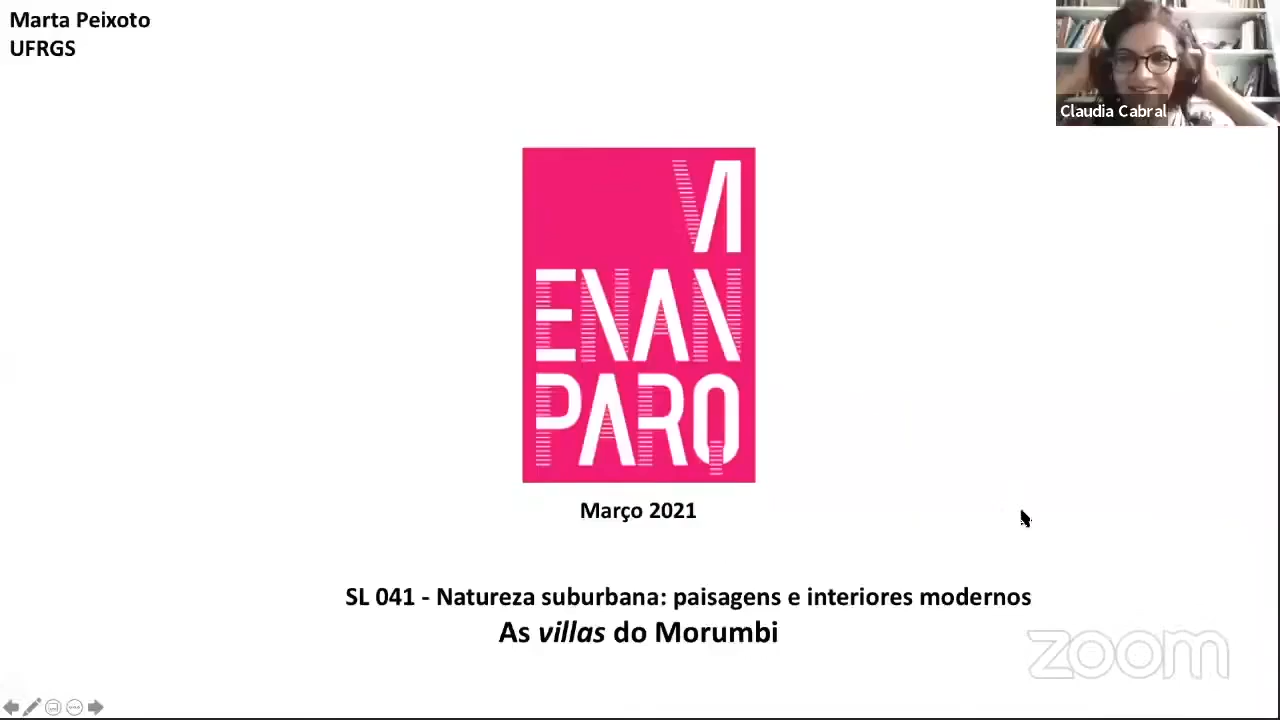 Marta Peixoto
UFRGS
Claudia Cabral
VI
ENAN
PARQ
Março 2021
SL 041 - Natureza suburbana: paisagens e interiores modernos
As villas do Morumbi
zoom